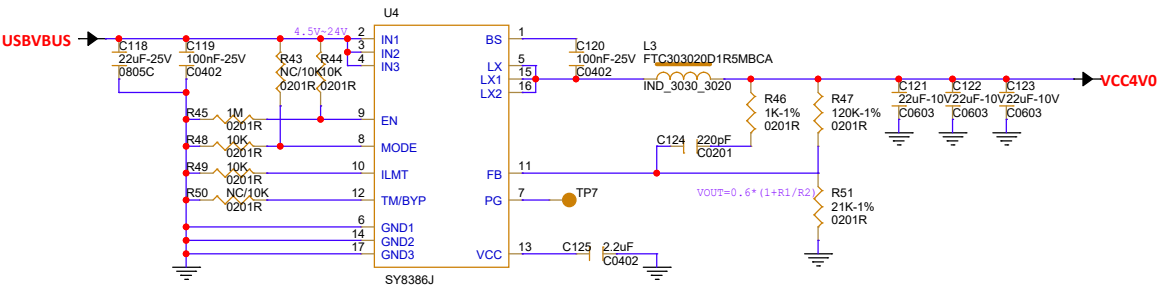 U4
USBVBUS
4.5V~24V
C118
22uF-25V
0805C
C119
100nF-25V
C0402
R43
NC/10K
0201R
R44
10K
0201R
2 IN1
3 IN2
4 IN3
R45 1M
0201R
9 EN
R48 10K
0201R
8 MODE
R49 10K
0201R
10 ILMT
R50 NC/10K
0201R
12 TM/BYP
6 GND1
14 GND2
17 GND3
SY8386J
BS 1
LX 5
LX1 15
LX2 16
FB 11
PG 7
VCC 13
C120
100nF-25V
C0402
L3
FTC303020D1R5MBCA
IND_3030_3020
R46
1K-1%
0201R
R47
120K-1%
0201R
C124 220pF
C0201
TP7
VOUT=0.6*(1+R1/R2)
R51
21K-1%
0201R
C125 2.2uF
C0402
C121
22uF-10V
C0603
C122
22uF-10V
C0603
C123
22uF-10V
C0603
VCC4V0